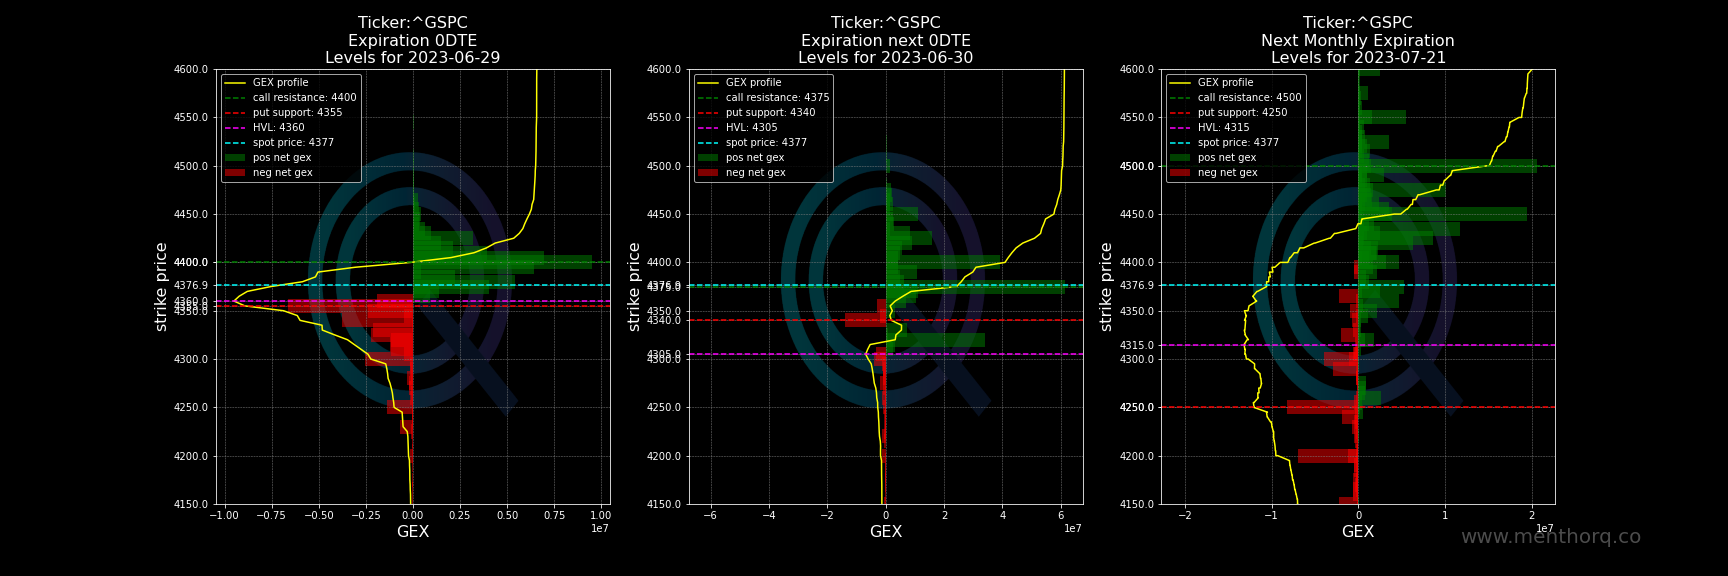 Ticker:^GSPC
Expiration 0DTE
Levels for 2023-06-29
4600.0
4550.0
4500.0
4450.0
4400.0
4376.9
4360.0
4355.0
4350.0
4300.0
4250.0
4200.0
4150.0
strike price
GEX profile
call resistance: 4400
put support: 4355
HVL: 4360
spot price: 4377
pos net gex
neg net gex
−1.00 −0.75 −0.50 −0.25 0.00 0.25 0.50 0.75 1.00
1e7
GEX
Ticker:^GSPC
Expiration next 0DTE
Levels for 2023-06-30
4600.0
4550.0
4500.0
4450.0
4400.0
4376.9
4375.0
4350.0
4340.0
4305.0
4300.0
4250.0
4200.0
4150.0
strike price
GEX profile
call resistance: 4375
put support: 4340
HVL: 4305
spot price: 4377
pos net gex
neg net gex
−6 −4 −2 0 2 4 6
1e7
GEX
Ticker:^GSPC
Next Monthly Expiration
Levels for 2023-07-21
4600.0
4550.0
4500.0
4450.0
4400.0
4376.9
4350.0
4315.0
4300.0
4250.0
4200.0
4150.0
strike price
GEX profile
call resistance: 4500
put support: 4250
HVL: 4315
spot price: 4377
pos net gex
neg net gex
−2 −1 0 1 2
1e7
GEX
www.menthorq.co